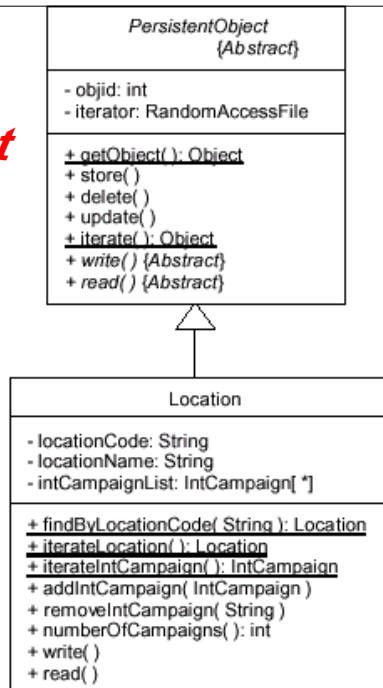 PersistentObject
{Abstract}
- objid: int
- iterator: RandomAccessFile
+ getObject( ): Object
+ store( )
+ delete( )
+ update( )
+ iterate( ): Object
+ write( ) {Abstract}
+ read( ) {Abstract}
t
Location
- locationCode: String
- locationName: String
- intCampaignList: IntCampaign[ *]
+ findByLocationCode( String ): Location
+ iterateLocation( ): Location
+ iterateIntCampaign( ): IntCampaign
+ addIntCampaign( IntCampaign )
+ removeIntCampaign( String )
+ numberOfCampaigns( ): int
+ write( )
+ read( )